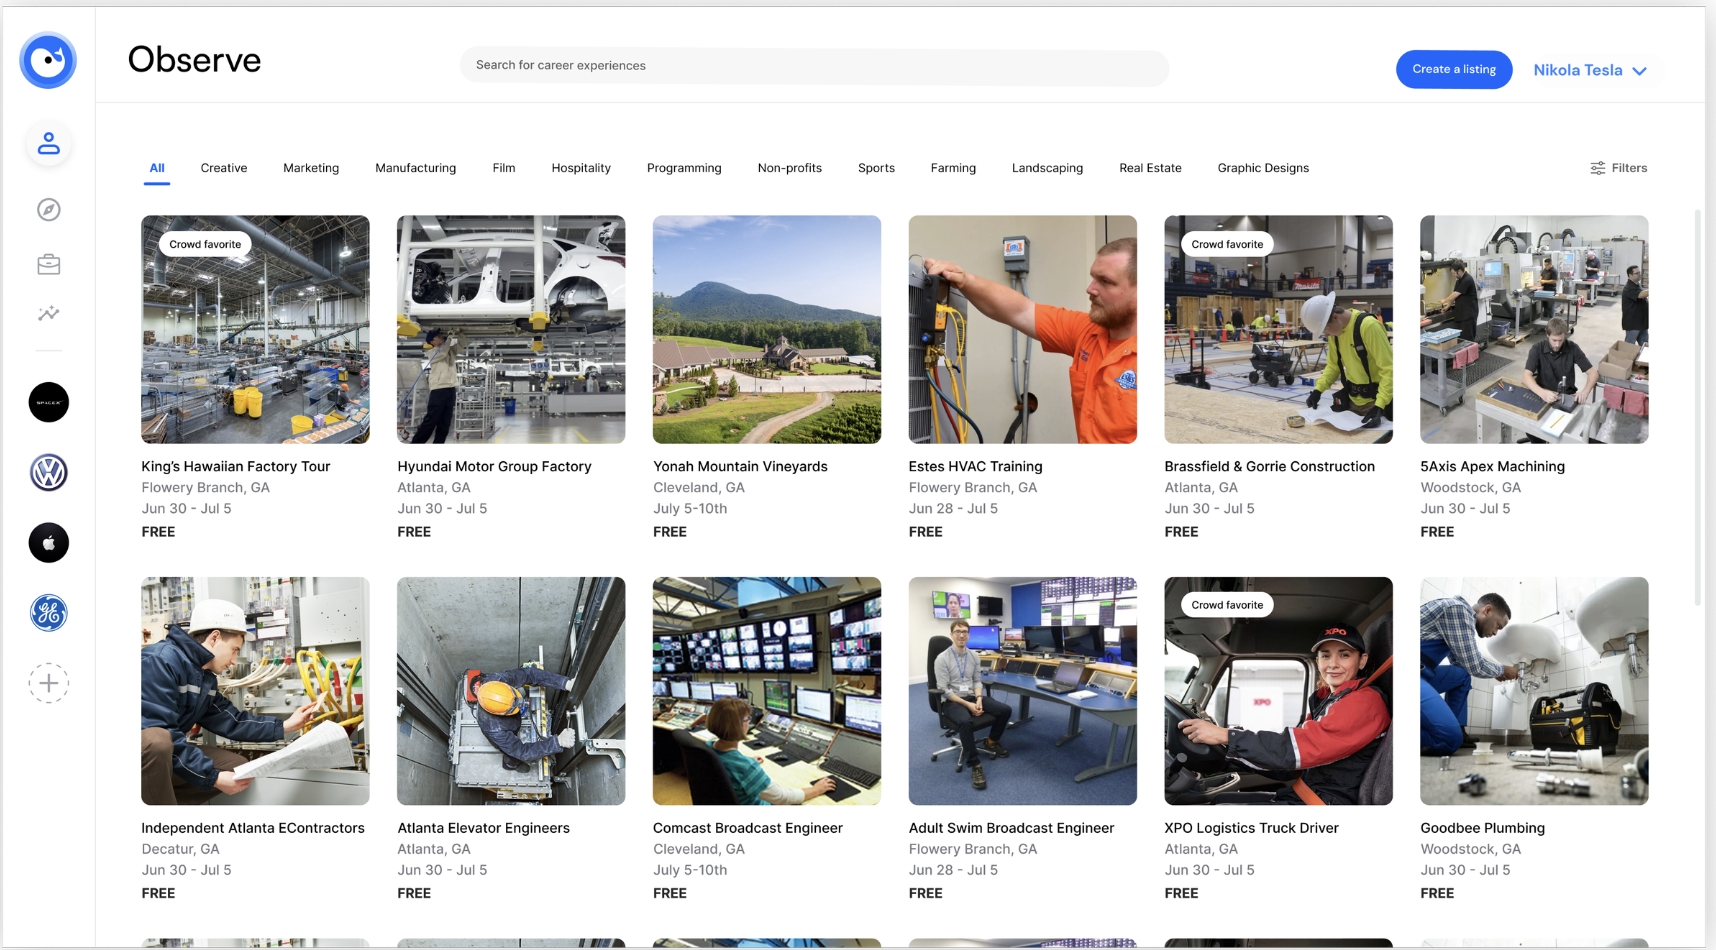 Observe
Search for career experiences
Create a listing
Nikola Tesla
All
Creative
Marketing
Manufacturing
Film
Hospitality
Programming
Non-profits
Sports
Farming
Landscaping
Real Estate
Graphic Designs
Filters
SPACEX
Crowd favorite
Crowd favorite
King's Hawaiian Factory Tour
Flowery Branch, GA
Jun 30 - Jul 5
FREE
Hyundai Motor Group Factory
Atlanta, GA
Jun 30 - Jul 5
FREE
Yonah Mountain Vineyards
Cleveland, GA
July 5-10th
FREE
Estes HVAC Training
Flowery Branch, GA
Jun 28 - Jul 5
FREE
Brassfield & Gorrie Construction
Atlanta, GA
Jun 30 - Jul 5
FREE
5Axis Apex Machining
Woodstock, GA
Jun 30 - Jul 5
FREE
Crowd favorite
XPO
XPO
Independent Atlanta EContractors
Decatur, GA
Jun 30 - Jul 5
FREE
Atlanta Elevator Engineers
Atlanta, GA
Jun 30 - Jul 5
FREE
Comcast Broadcast Engineer
Cleveland, GA
July 5-10th
FREE
Adult Swim Broadcast Engineer
Flowery Branch, GA
Jun 28 - Jul 5
FREE
XPO Logistics Truck Driver
Atlanta, GA
Jun 30 - Jul 5
FREE
Goodbee Plumbing
Woodstock, GA
Jun 30 - Jul 5
FREE